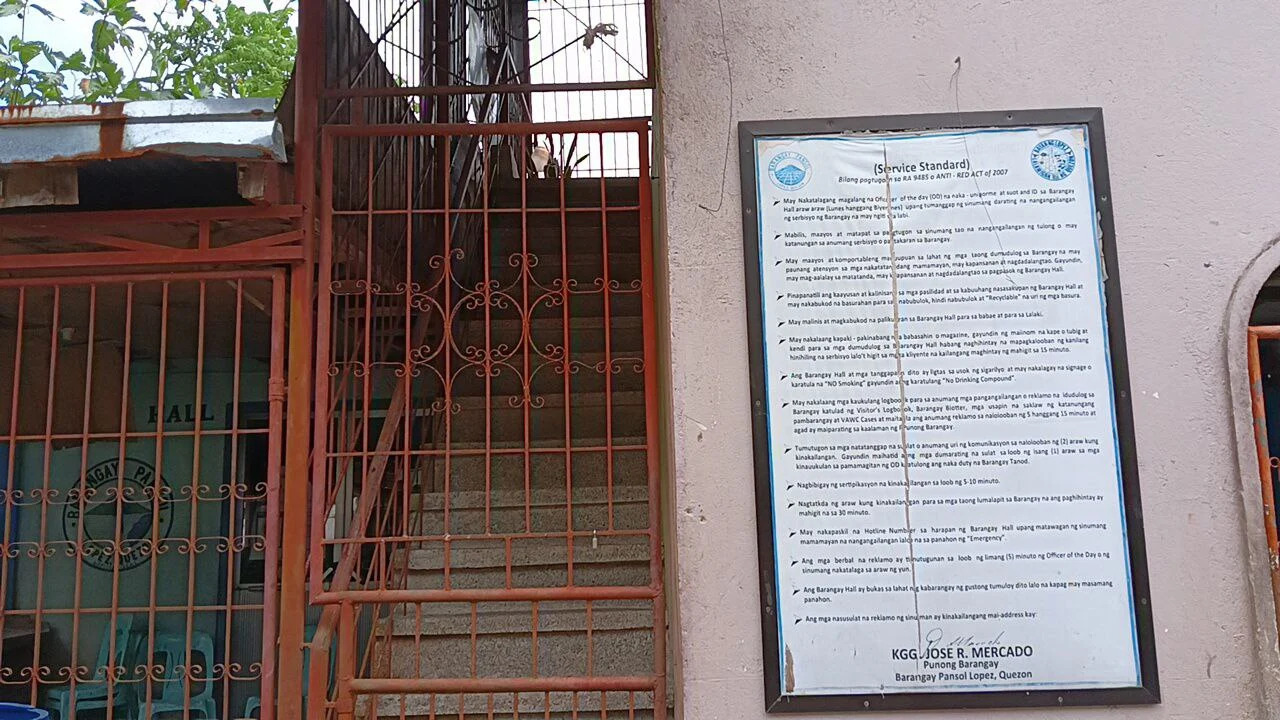 HALL
(Service Standard)
Bilang pagtugon sa RA 9485 o ANTI - RED ACT of 2007
May Nakatalagang magalang na Officer of the day (OD) na naka - uniporme at suot and ID sa Barangay
Hall araw araw (Lunes hanggang Biyernes) upang tumanggap ng sinumang darating na nangangailangan
ng serbisyo ng Barangay na may ngiti sa labi.
Mabilis, maayos at matapat sa pagtugon sa sinumang tao na nangangailangan ng tulong o may
katanungan sa anumang serbisyo o patakaran sa Barangay.
May maayos at komportableng mauupuan sa lahat ng mga taong dumudulog sa Barangay na may
paunang atensyon sa mga nakatatandang mamamayan, may kapansanan at nagdadalangtao. Gayundin,
may mag-aalalay sa matatanda, may kapansanan at nagdadalangtao sa pagpasok ng Barangay Hall.
Pinapanatili ang kaayusan at kalinisan sa mga pasilidad at sa kabuuhang nasasakupan ng Barangay Hall at
may nakabukod na basurahan para sa nabubulok, hindi nabubulok at "Recyclable" na uri ng mga basura.
May malinis at magkabukod na palikuran sa Barangay Hall para sa babae at para sa Lalaki.
May nakalaang kapaki - pakinabang na babasahin o magazine, gayundin ng maiinom na kape o tubig at
kendi para sa mga dumudulog sa Barangay Hall habang naghihintay na mapagkalooban ng kanilang
hinihiling na serbisyo lalo't higit sa mga kliyente na kailangang maghintay ng mahigit sa 15 minuto.
Ang Barangay Hall at mga tanggapan dito ay ligtas sa usok ng sigarilyo at may nakalagay na signage o
karatula na "NO Smoking" gayundin ang karatulang "No Drinking Compound".
May nakalaang mga kaukulang logbook para sa anumang mga pangangailangan o reklamo na idudulog sa
Barangay katulad ng Visitor's Logbook, Barangay Blotter, mga usapin na saklaw ng katanungang
pambarangay at VAWC Cases at maitatala ang anumang reklamo sa naiolooban ng 5 hanggang 15 minuto at
agad ay maiparating sa kaalaman ng Punong Barangay.
Tumutugon sa mga natatanggap na sulat o anumang uri ng komunikasyon sa naiolooban ng (2) araw kung
kinakailangan. Gayundin maihatid ang mga dumarating na sulat sa loob ng isang (1) araw sa mga
kinauukulan sa pamamagitan ng OD katulong ang naka duty na Barangay Tanod.
Nagbibigay ng sertipikasyon na kinakailangan sa loob ng 5-10 minuto.
Nagtatkda ng araw kung kinakailangan para sa mga taong lumalapit sa Barangay na ang paghihintay ay
mahigit na sa 30 minuto.
May nakapaskil na Hotline Number sa harapan ng Barangay Hall upang matawagan ng sinumang
mamamayan na nangangailangan lalo na sa panahon ng "Emergency".
Ang mga berbal na reklamo ay tinutugunan sa loob ng limang (5) minuto ng Officer of the Day o ng
sinumang nakatalaga sa araw ng yun.
Ang Barangay Hall ay bukas sa lahat ng kabarangay ng gustong tumuloy dito lalo na kapag may masamang
panahon.
Ang mga nasusulat na reklamo ng sinuman ay kinakailangang mai-address kay:
KGG. JOSE R. MERCADO
Punong Barangay
Barangay Pansol Lopez, Quezon